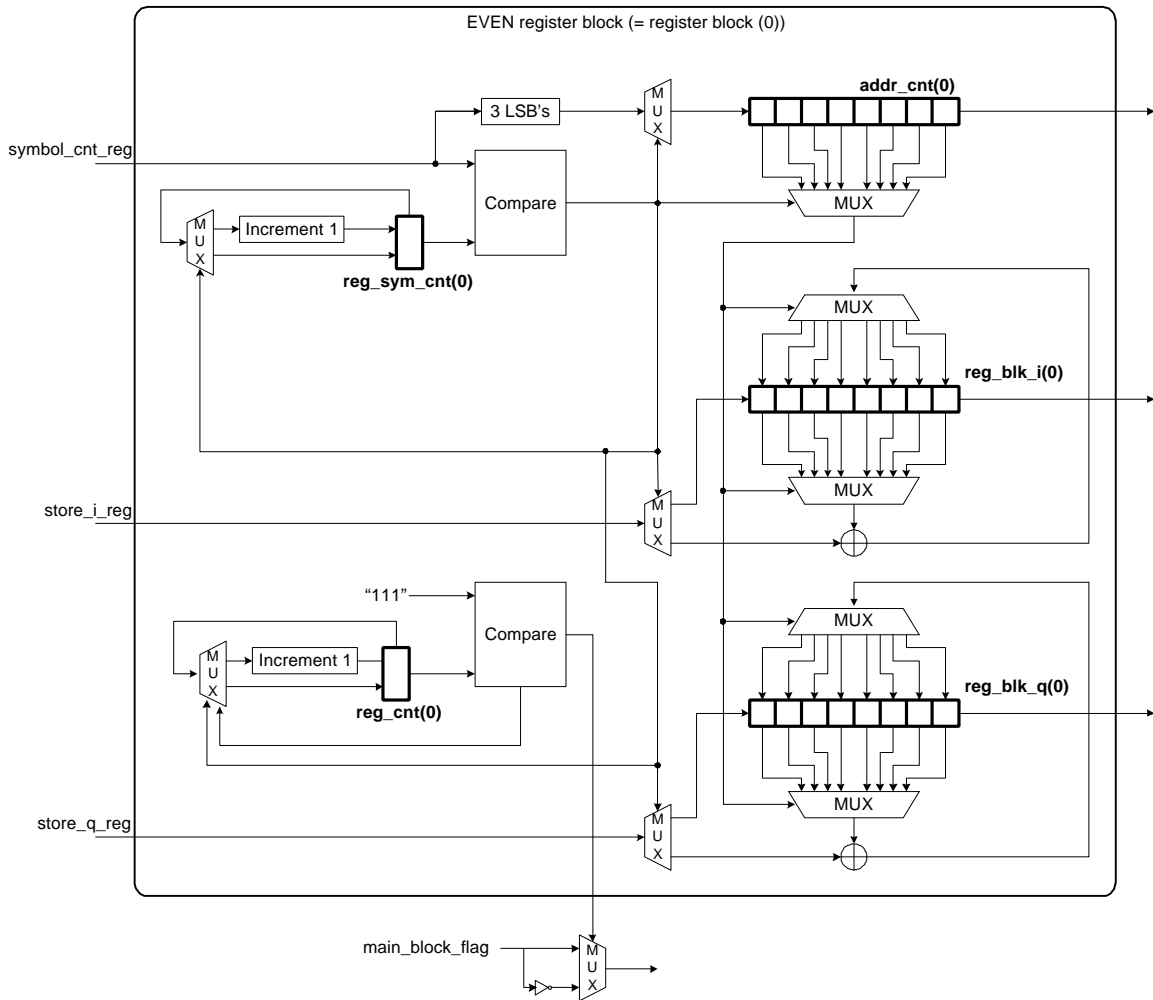 EVEN register block (= register block (0))
addr_cnt(0)
3 LSB's
M
U
X
symbol_cnt_reg
Compare
MUX
M
U
X
Increment 1
reg_sym_cnt(0)
MUX
reg_blk_i(0)
MUX
store_i_reg
M
U
X
"111"
Compare
MUX
M
U
X
Increment 1
reg_cnt(0)
reg_blk_q(0)
MUX
store_q_reg
M
U
X
main_block_flag
M
U
X